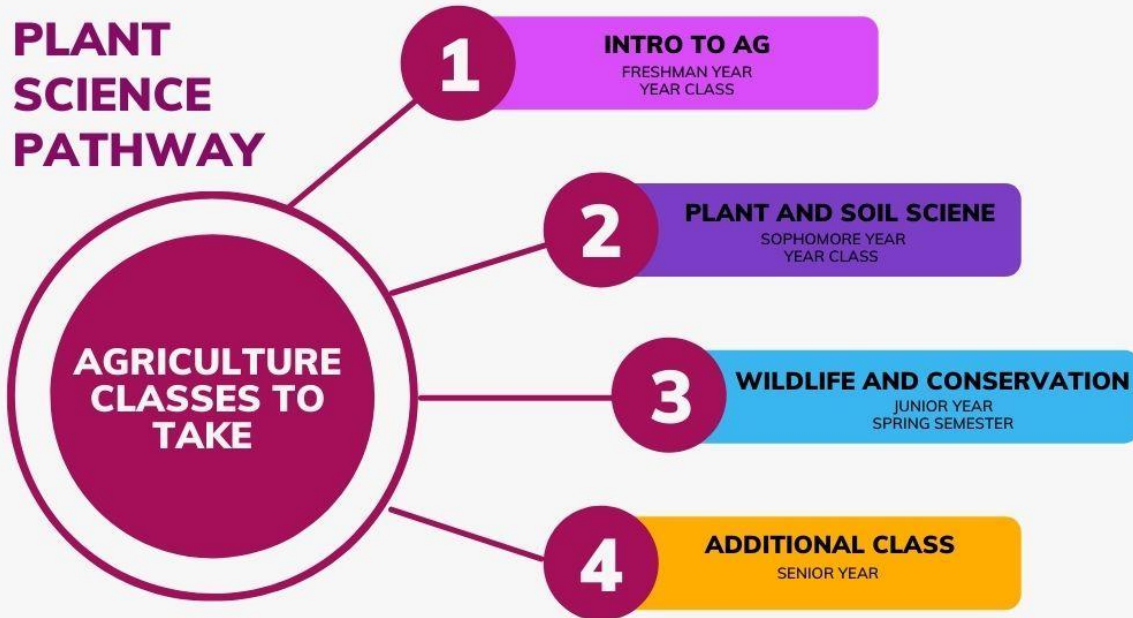 PLANT
SCIENCE
PATHWAY
AGRICULTURE
CLASSES TO
TAKE
1
INTRO TO AG
FRESHMAN YEAR
YEAR CLASS
2
PLANT AND SOIL SCIENE
SOPHOMORE YEAR
YEAR CLASS
3
WILDLIFE AND CONSERVATION
JUNIOR YEAR
SPRING SEMESTER
4
ADDITIONAL CLASS
SENIOR YEAR